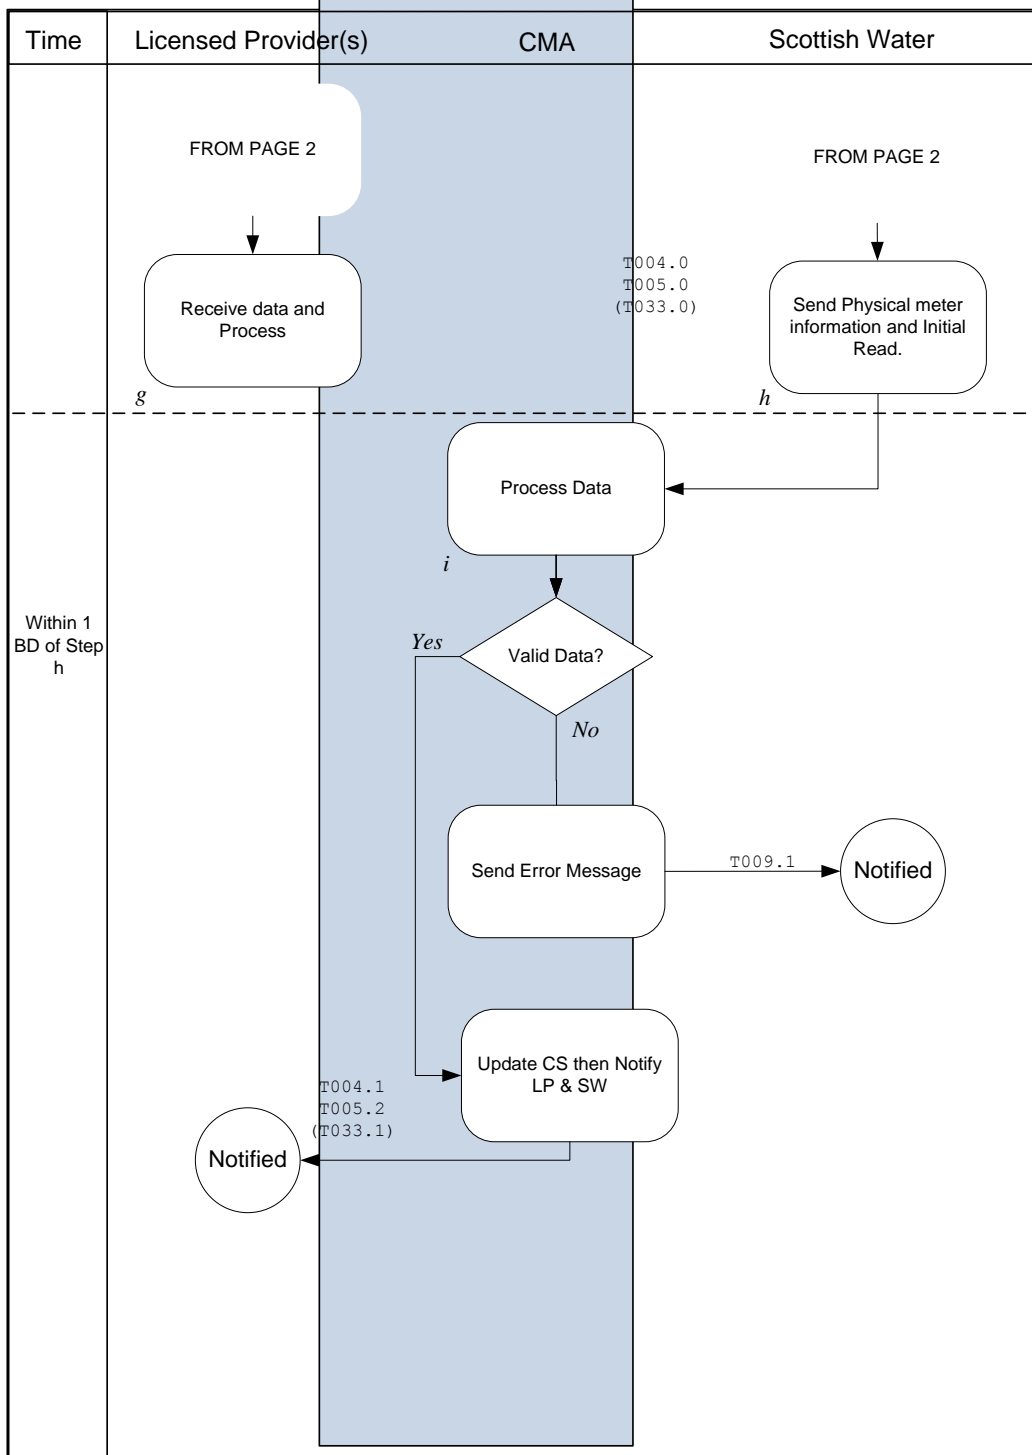 Time
Licensed Provider(s)
CMA
Scottish Water
FROM PAGE 2
FROM PAGE 2
Receive data and
Process
g
T004.0
T005.0
(T033.0)
Send Physical meter
information and Initial
Read.
h
Process Data
i
Within 1
BD of Step
h
Yes
Valid Data?
No
Send Error Message
T009.1
Notified
Update CS then Notify
LP & SW
T004.1
T005.2
(T033.1)
Notified